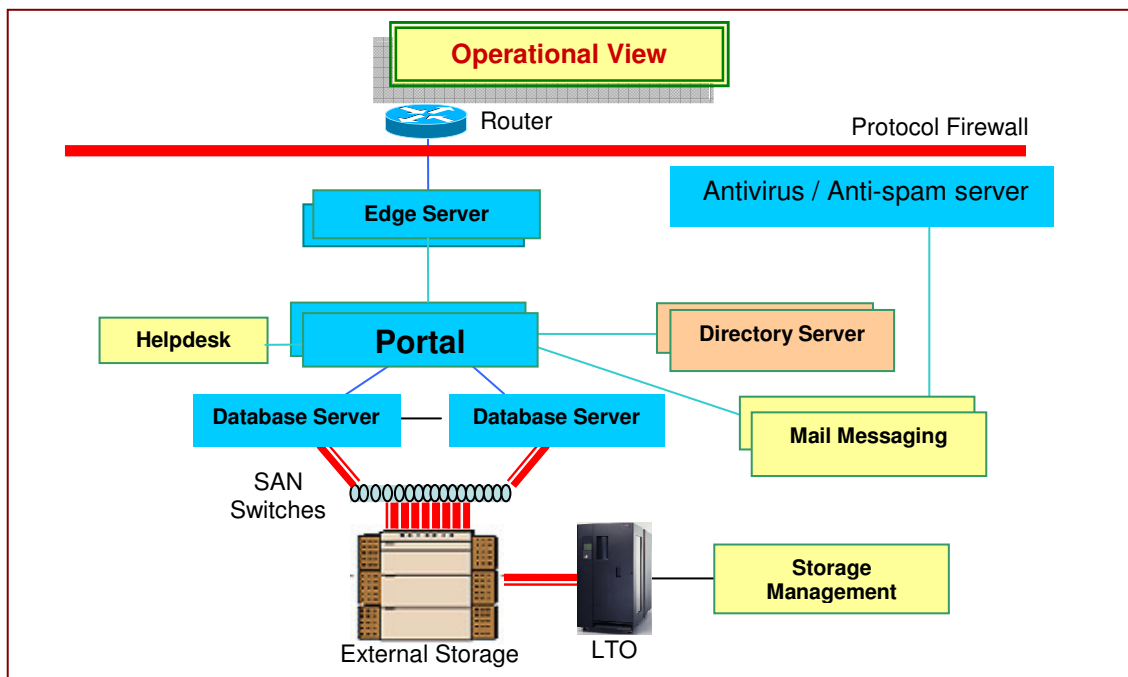 Operational View
Router
Protocol Firewall
Antivirus / Anti-spam server
Edge Server
Helpdesk
Portal
Directory Server
Database Server
Database Server
Mail Messaging
SAN
Switches
Storage
Management
External Storage
LTO